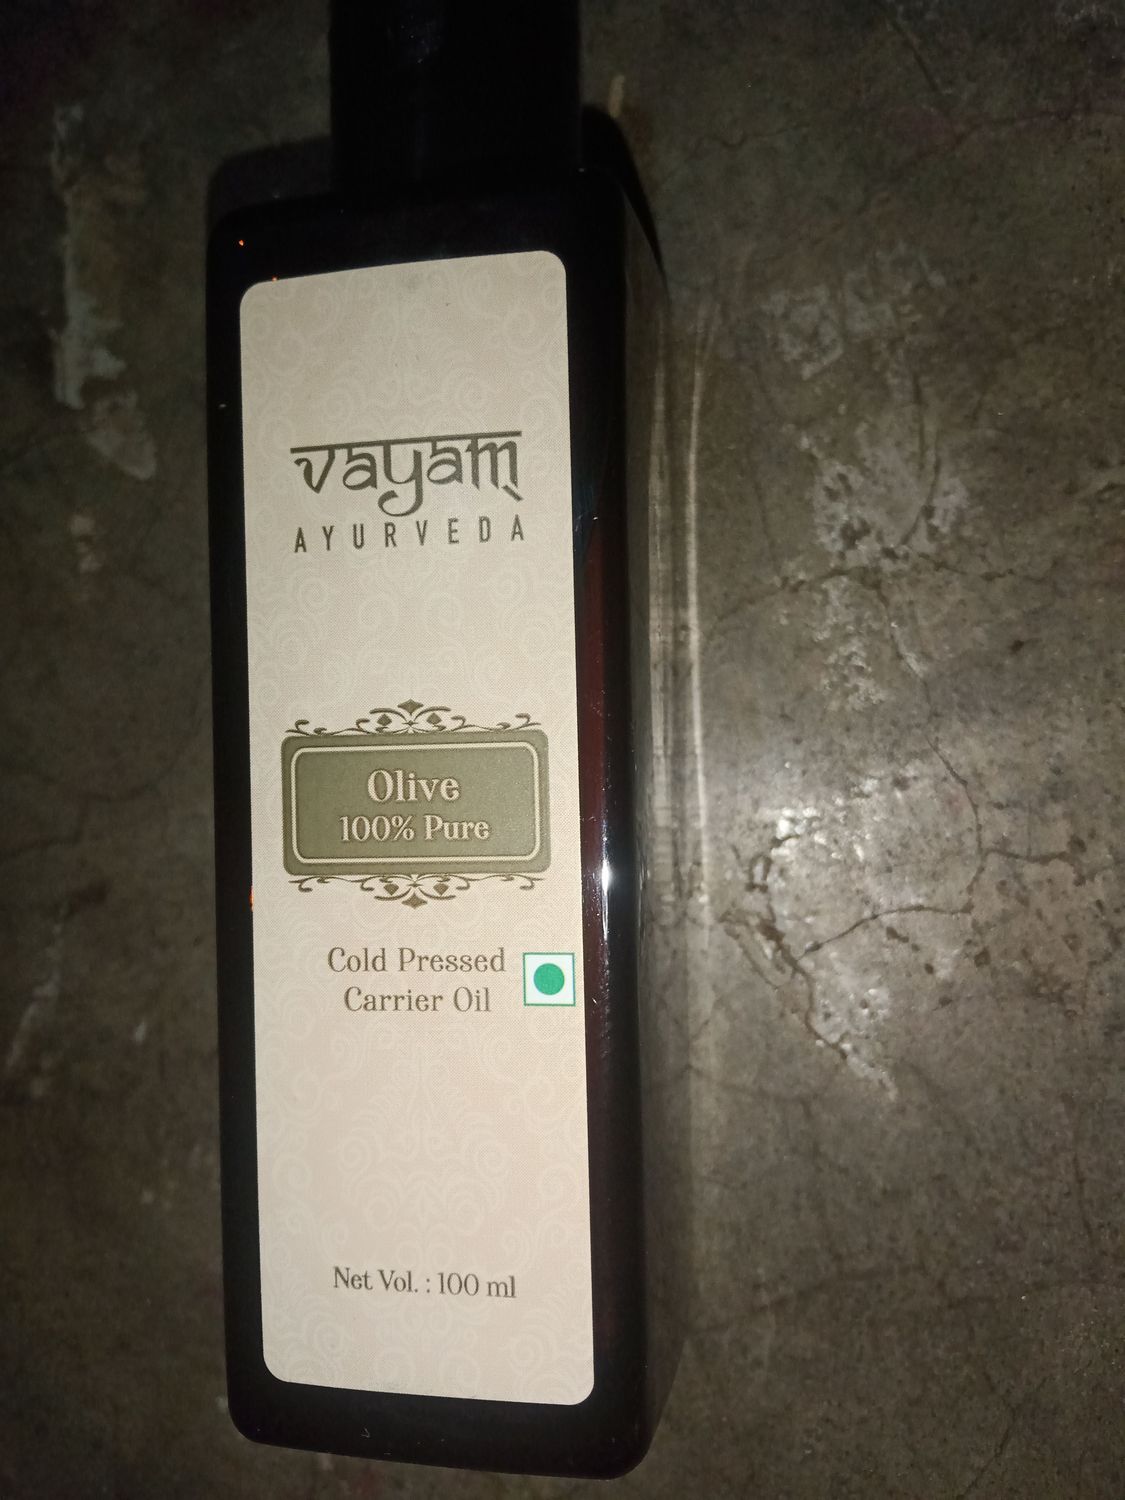 vayam
AYURVEDA
Olive
100% Pure
Cold Pressed
Carrier Oil
Net Vol. : 100 ml